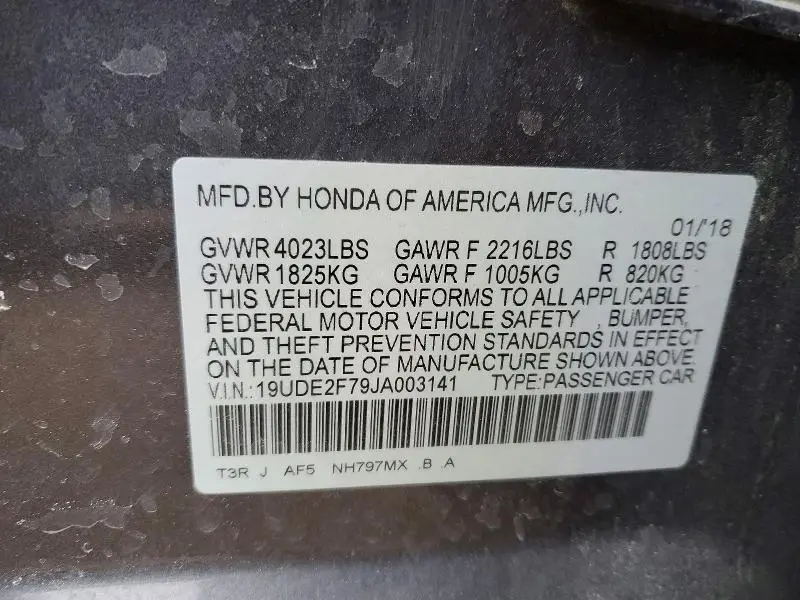 MFD.BY HONDA OF AMERICA MFG.,INC.
01/'18
GVWR 4023LBS GAWR F 2216LBS R 1808LBS
GVWR 1825KG GAWR F 1005KG R 820KG
THIS VEHICLE CONFORMS TO ALL APPLICABLE
FEDERAL MOTOR VEHICLE SAFETY , BUMPER,
AND THEFT PREVENTION STANDARDS IN EFFECT
ON THE DATE OF MANUFACTURE SHOWN ABOVE.
V.I.N.:19UDE2F79JA003141 TYPE:PASSENGER CAR
T3R J AF5 NH797MX .B .A